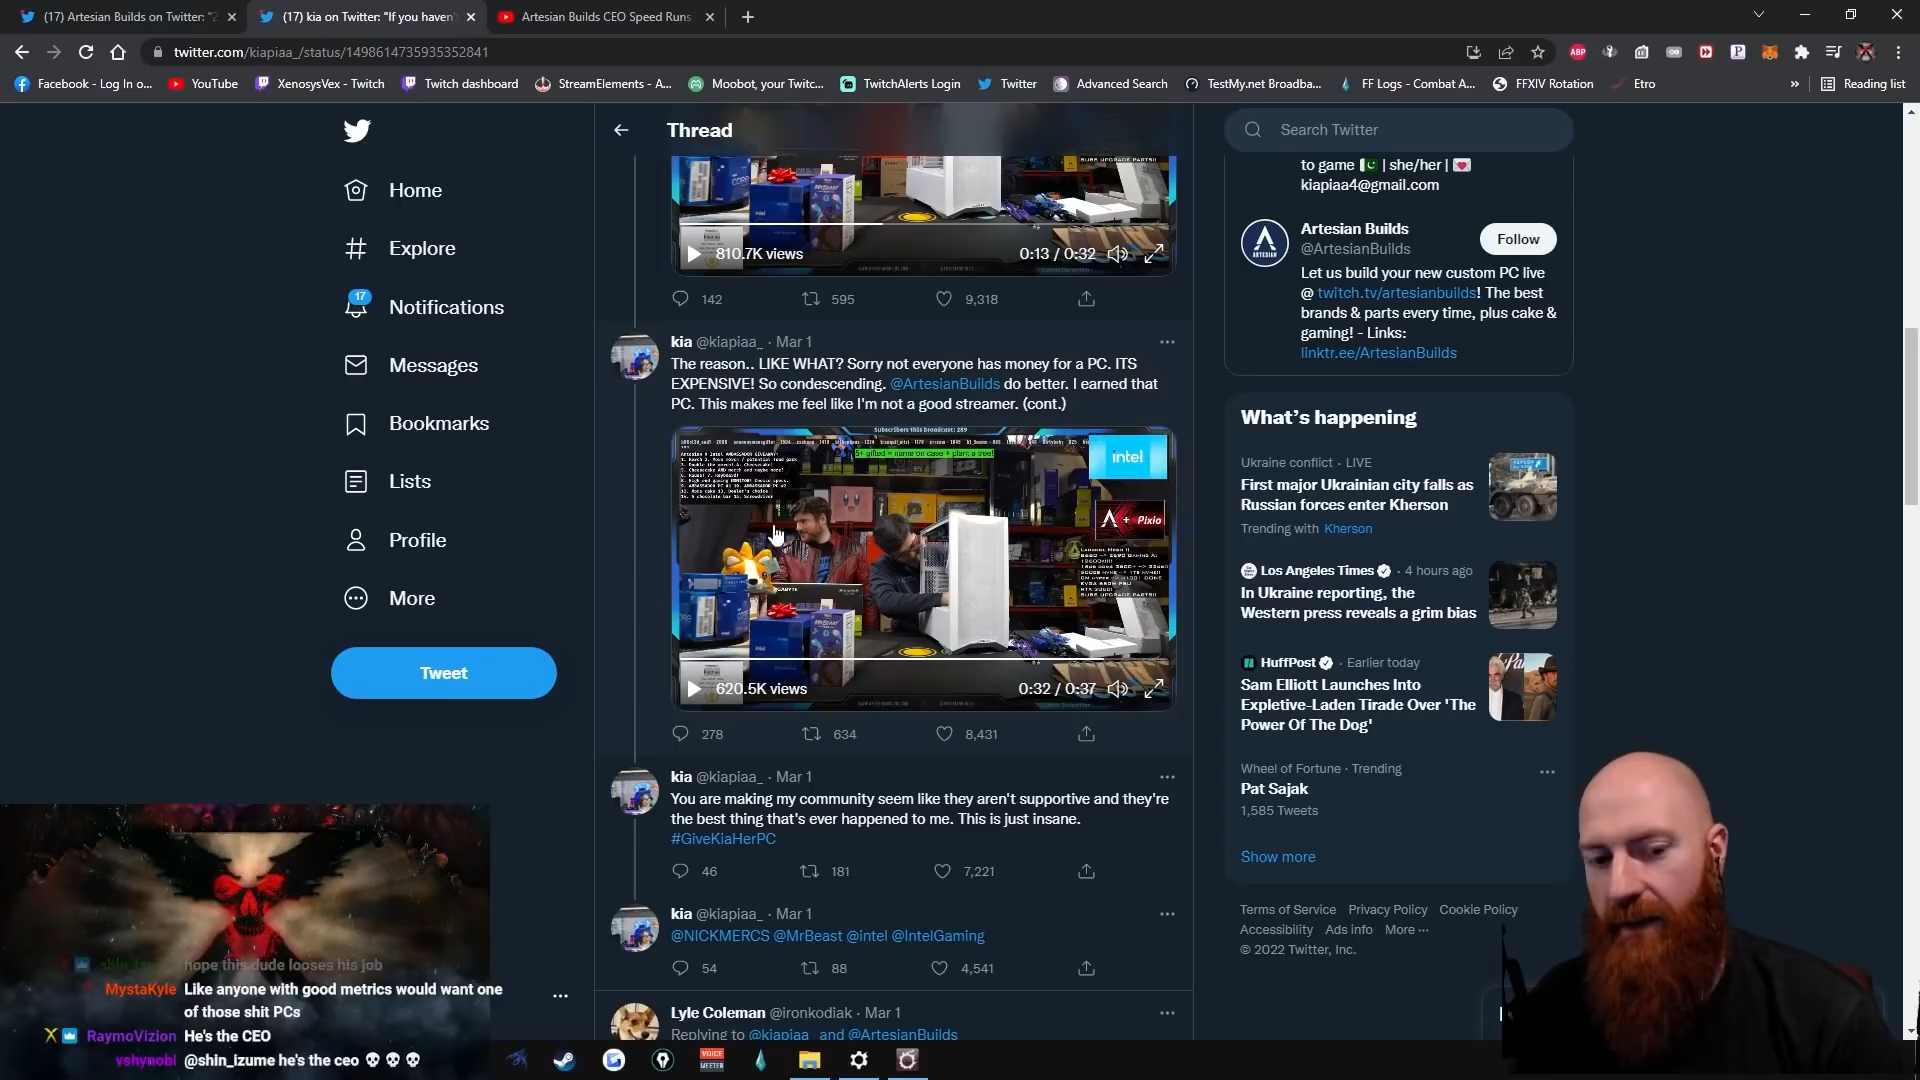 (17) Artesian Builds on Twitter: "2
(17) kia on Twitter: "If you haven'
Artesian Builds CEO Speed Runs
twitter.com/kiapiaa_/status/1498614735935352841
Facebook - Log In o...
YouTube
XenosysVex - Twitch
Twitch dashboard
StreamElements - A...
Moobot, your Twitc...
TwitchAlerts Login
Twitter
Advanced Search
TestMy.net Broadba...
FF Logs - Combat A...
FFXIV Rotation
Etro
Reading list
Home
Explore
17
Notifications
Messages
Bookmarks
Lists
Profile
More
Tweet
Thread
810.7K views
0:13 / 0:32
142
595
9,318
kia @kiapiaa_ · Mar 1
The reason.. LIKE WHAT? Sorry not everyone has money for a PC. ITS
EXPENSIVE! So condescending. @ArtesianBuilds do better. I earned that
PC. This makes me feel like I'm not a good streamer. (cont.)
Subscribers this broadcast: 289
5+ gifted = name on case + plant a tree!
intel
A + Pixio
620.5K views
0:32 / 0:37
278
634
8,431
kia @kiapiaa_ · Mar 1
You are making my community seem like they aren't supportive and they're
the best thing that's ever happened to me. This is just insane.
#GiveKiaHerPC
46
181
7,221
kia @kiapiaa_ · Mar 1
@NICKMERCS @MrBeast @intel @IntelGaming
54
88
4,541
Lyle Coleman @ironkodiak · Mar 1
Replying to @kiapiaa_ and @ArtesianBuilds
Search Twitter
to game | she/her |
kiapiaa4@gmail.com
Artesian Builds
@ArtesianBuilds
Follow
Let us build your new custom PC live
@ twitch.tv/artesianbuilds! The best
brands & parts every time, plus cake &
gaming! - Links:
linktr.ee/ArtesianBuilds
What's happening
Ukraine conflict · LIVE
First major Ukrainian city falls as
Russian forces enter Kherson
Trending with Kherson
Los Angeles Times · 4 hours ago
In Ukraine reporting, the
Western press reveals a grim bias
HuffPost · Earlier today
Sam Elliott Launches Into
Expletive-Laden Tirade Over 'The
Power Of The Dog'
Wheel of Fortune · Trending
Pat Sajak
1,585 Tweets
Show more
Terms of Service Privacy Policy Cookie Policy
Accessibility Ads info More ···
© 2022 Twitter, Inc.
hope this dude looses his job
MystaKyle Like anyone with good metrics would want one
of those shit PCs
RaymoVizion He's the CEO
vshynobi @shin_izume he's the ceo 💀 💀 💀
VOICE
MEETER